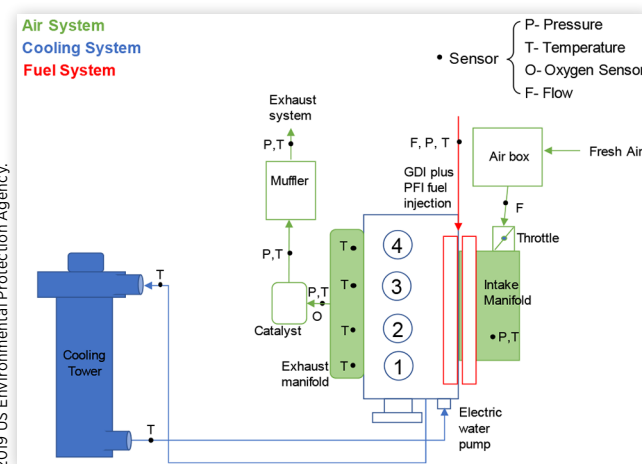 Air System
Cooling System
Fuel System
Sensor
P- Pressure
T- Temperature
O- Oxygen Sensor
F- Flow
Exhaust
system
P,T
Muffler
P,T
Catalyst
P,T
O
Exhaust
manifold
T
T
T
T
4
3
2
1
F, P, T
GDI plus
PFI fuel
injection
Air box
Fresh Air
F
Throttle
Intake
Manifold
P,T
Electric
water
pump
T
Cooling
Tower
T
2019 US Environmental Protection Agency.